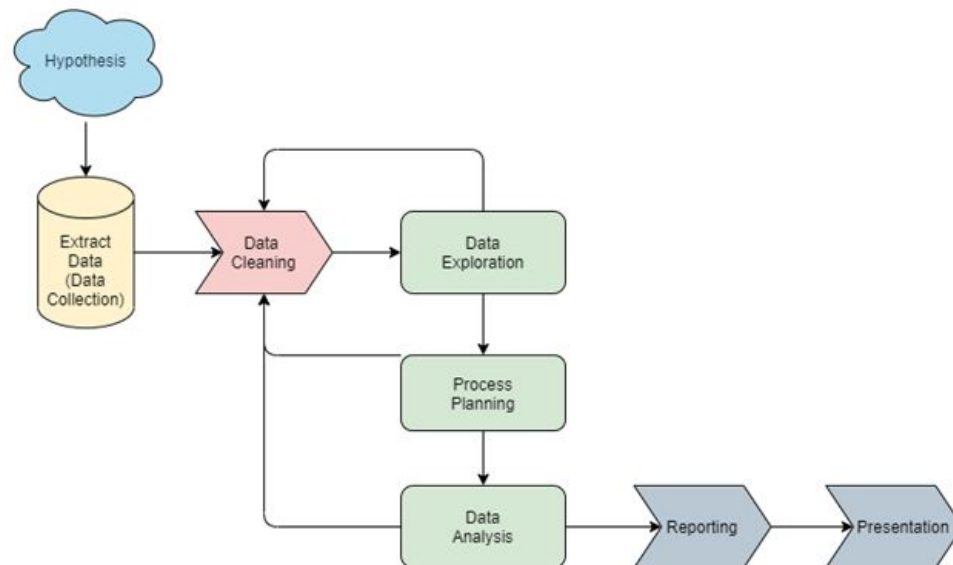 Hypothesis
Extract
Data
(Data
Collection)
Data
Cleaning
Data
Exploration
Process
Planning
Data
Analysis
Reporting
Presentation